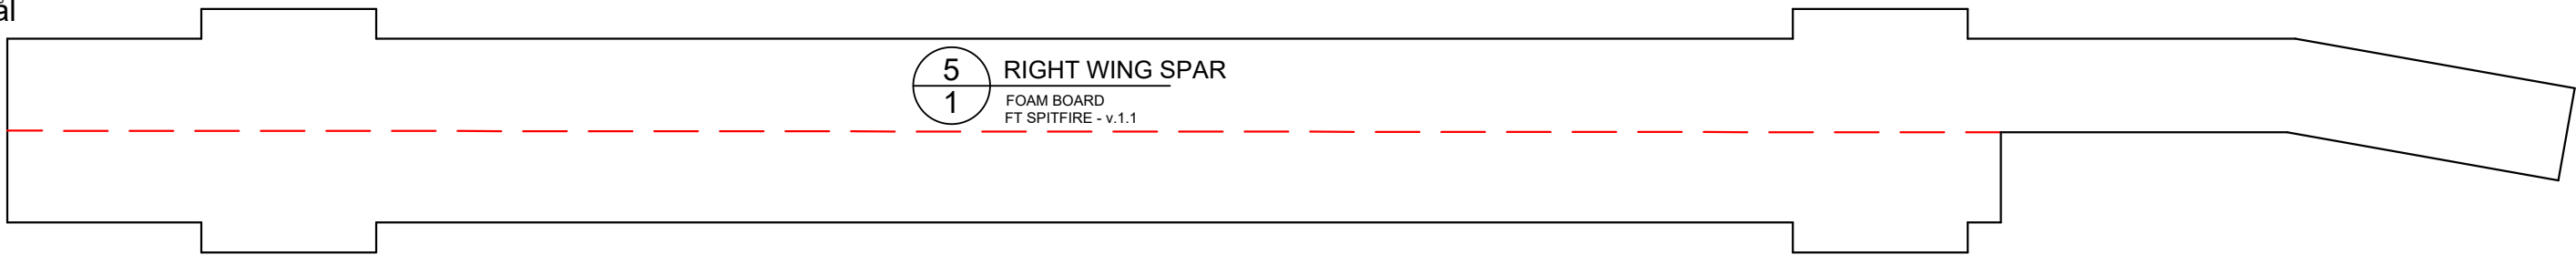 5
1
RIGHT WING SPAR
FOAM BOARD
FT SPITFIRE - v.1.1